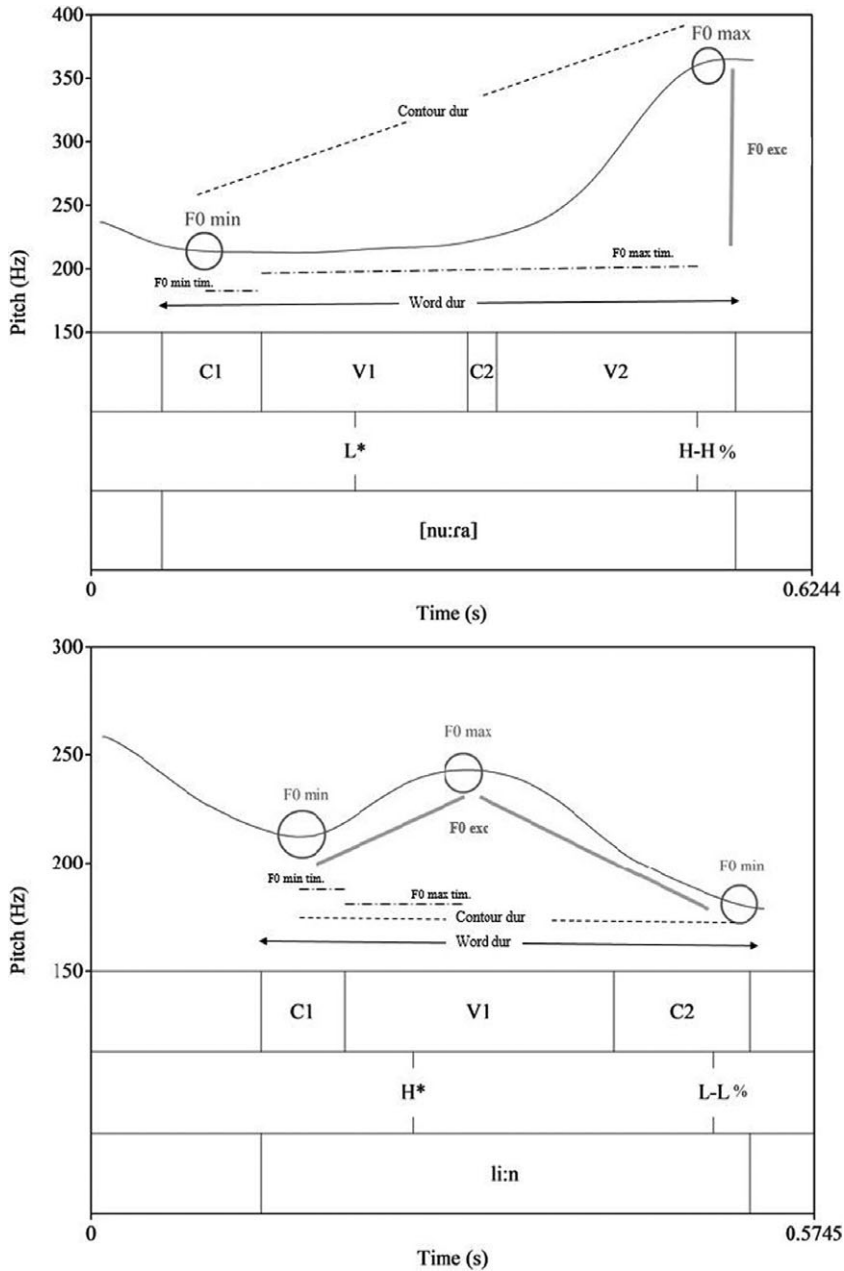 400
F0 max
350
Contour dur
300
F0 exc
250
F0 min
F0 max tim.
200
F0 min tim.
Word dur
150
Pitch (Hz)
C1 V1 C2 V2
L* H-H %
[nu:ɾa]
0 0.6244
Time (s)
300
F0 max
250
F0 min
F0 exc
200
F0 min tim.
F0 min
F0 max tim.
Contour dur
Word dur
150
Pitch (Hz)
C1 V1 C2
H* L-L %
li:n
0 0.5745
Time (s)